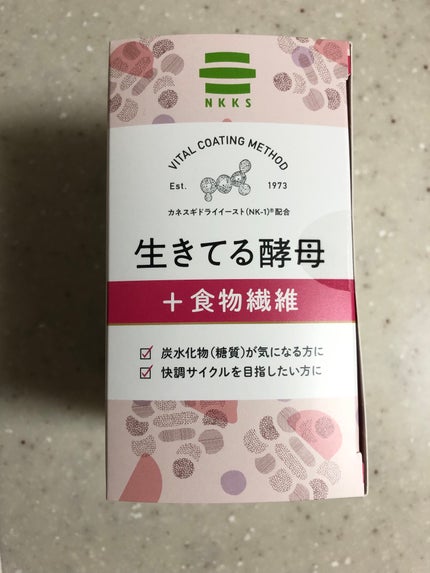 NKKS
VITAL COATING METHOD
Est. 1973
カネスギドライイースト(NK-1)®配合
生きてる酵母
+食物繊維
炭水化物(糖質)が気になる方に
快調サイクルを目指したい方に